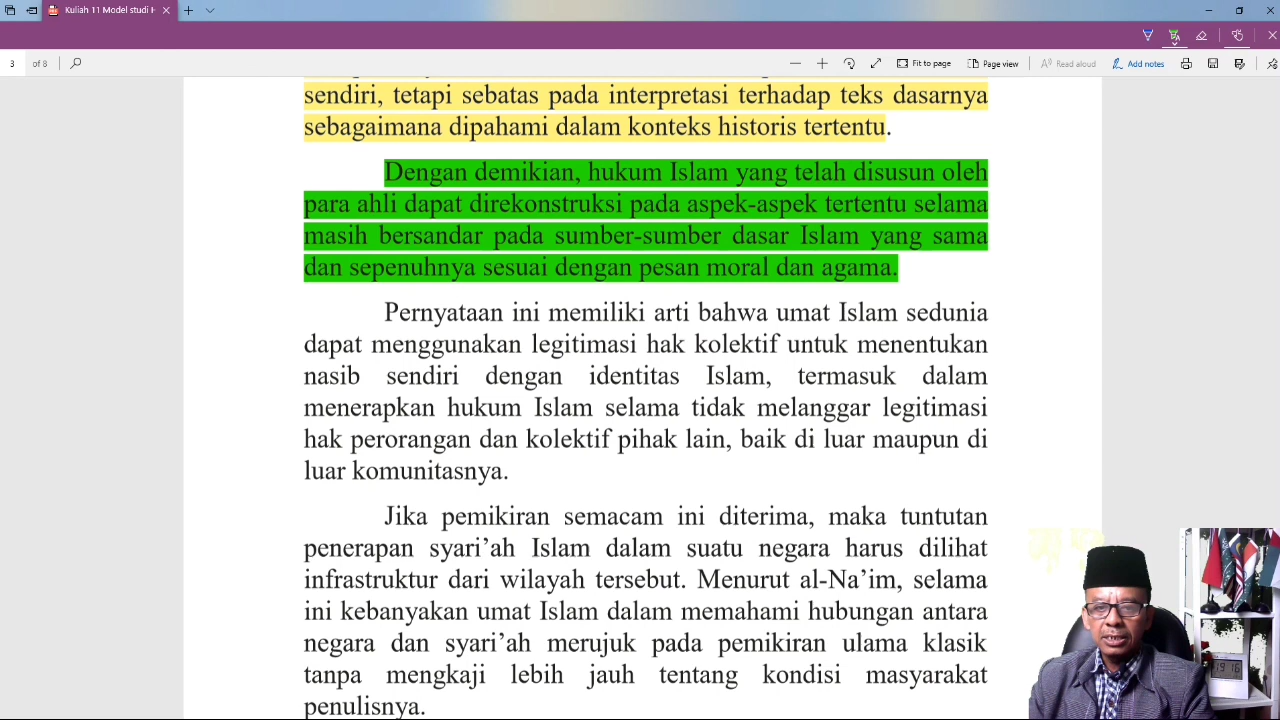 Kuliah 11 Model studi H
3 of 8
Fit to page
Page view
Read aloud
Add notes
sendiri, tetapi sebatas pada interpretasi terhadap teks dasarnya
sebagaimana dipahami dalam konteks historis tertentu.
Dengan demikian, hukum Islam yang telah disusun oleh
para ahli dapat direkonstruksi pada aspek-aspek tertentu selama
masih bersandar pada sumber-sumber dasar Islam yang sama
dan sepenuhnya sesuai dengan pesan moral dan agama.
Pernyataan ini memiliki arti bahwa umat Islam sedunia
dapat menggunakan legitimasi hak kolektif untuk menentukan
nasib sendiri dengan identitas Islam, termasuk dalam
menerapkan hukum Islam selama tidak melanggar legitimasi
hak perorangan dan kolektif pihak lain, baik di luar maupun di
luar komunitasnya.
Jika pemikiran semacam ini diterima, maka tuntutan
penerapan syari’ah Islam dalam suatu negara harus dilihat
infrastruktur dari wilayah tersebut. Menurut al-Na’im, selama
ini kebanyakan umat Islam dalam memahami hubungan antara
negara dan syari’ah merujuk pada pemikiran ulama klasik
tanpa mengkaji lebih jauh tentang kondisi masyarakat
penulisnya.